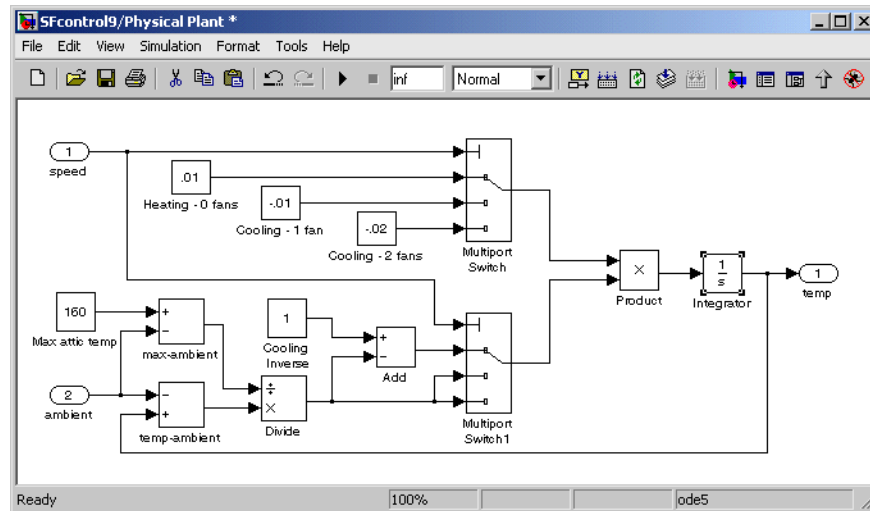 SFcontrol9/Physical Plant *
File Edit View Simulation Format Tools Help
inf Normal
1
speed
.01
Heating - 0 fans
-.01
Cooling - 1 fan
-.02
Cooling - 2 fans
Multiport
Switch
×
Product
1
s
Integrator
1
temp
160
Max attic temp
+
−
max-ambient
1
Cooling
Inverse
+
−
Add
2
ambient
−
+
temp-ambient
÷
×
Divide
Multiport
Switch1
Ready 100% ode5